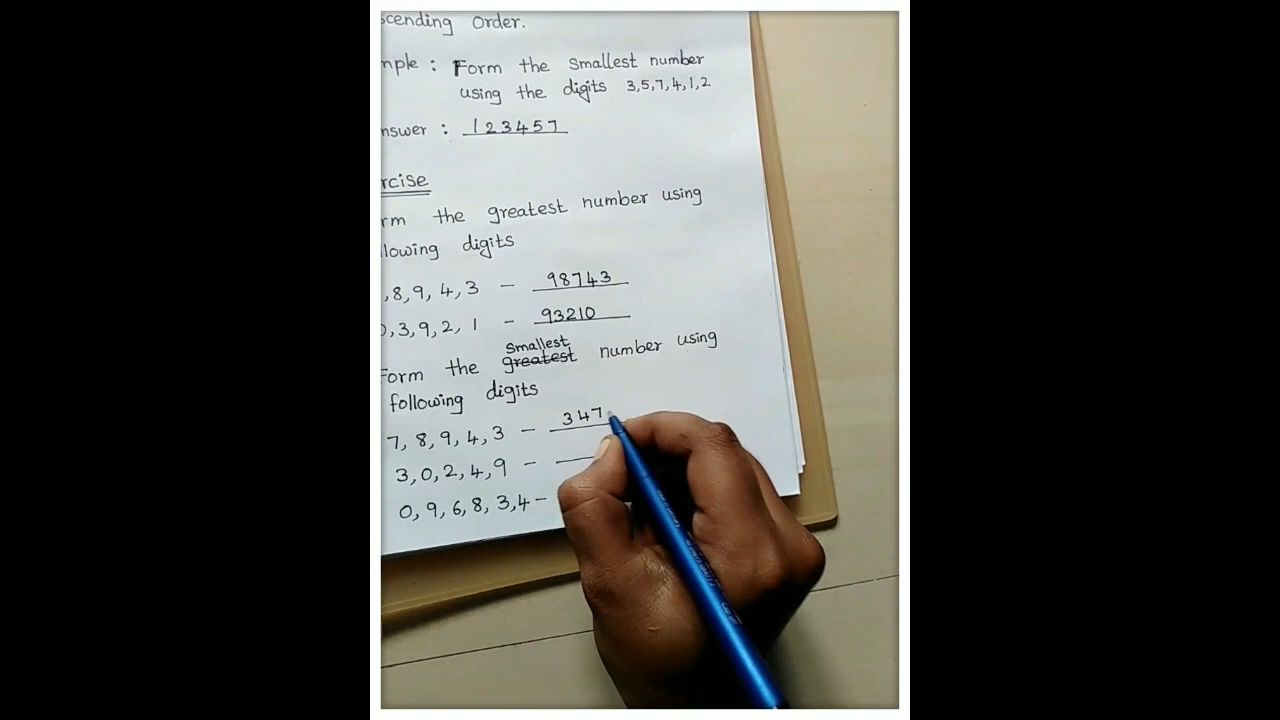 scending Order.
mple : Form the smallest number
using the digits 3,5,7,4,1,2
nswer : 123457
rcise
rm the greatest number using
llowing digits
,8,9,4,3 - 98743
0,3,9,2,1 - 93210
Smallest
Form the greatest number using
following digits
7, 8, 9, 4, 3 - 347
3,0,2,4,9 -
0, 9, 6, 8, 3,4 -